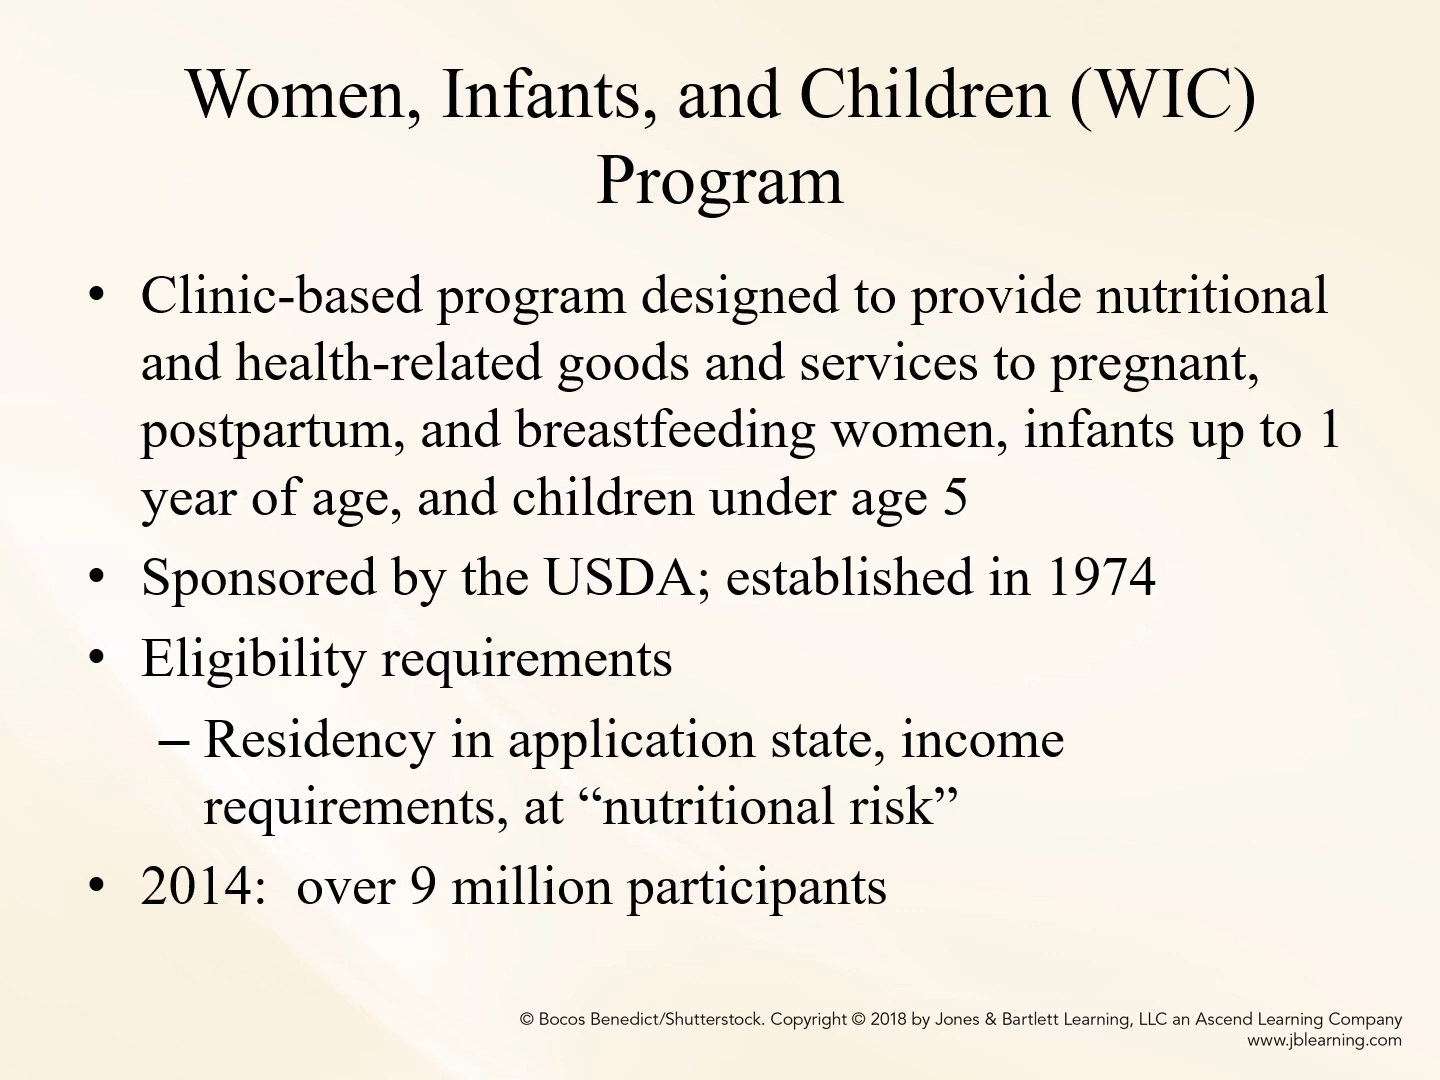 Women, Infants, and Children (WIC)
Program
• Clinic-based program designed to provide nutritional
and health-related goods and services to pregnant,
postpartum, and breastfeeding women, infants up to 1
year of age, and children under age 5
• Sponsored by the USDA; established in 1974
• Eligibility requirements
– Residency in application state, income
requirements, at “nutritional risk”
• 2014:  over 9 million participants
© Bocos Benedict/Shutterstock. Copyright © 2018 by Jones & Bartlett Learning, LLC an Ascend Learning Company
www.jblearning.com